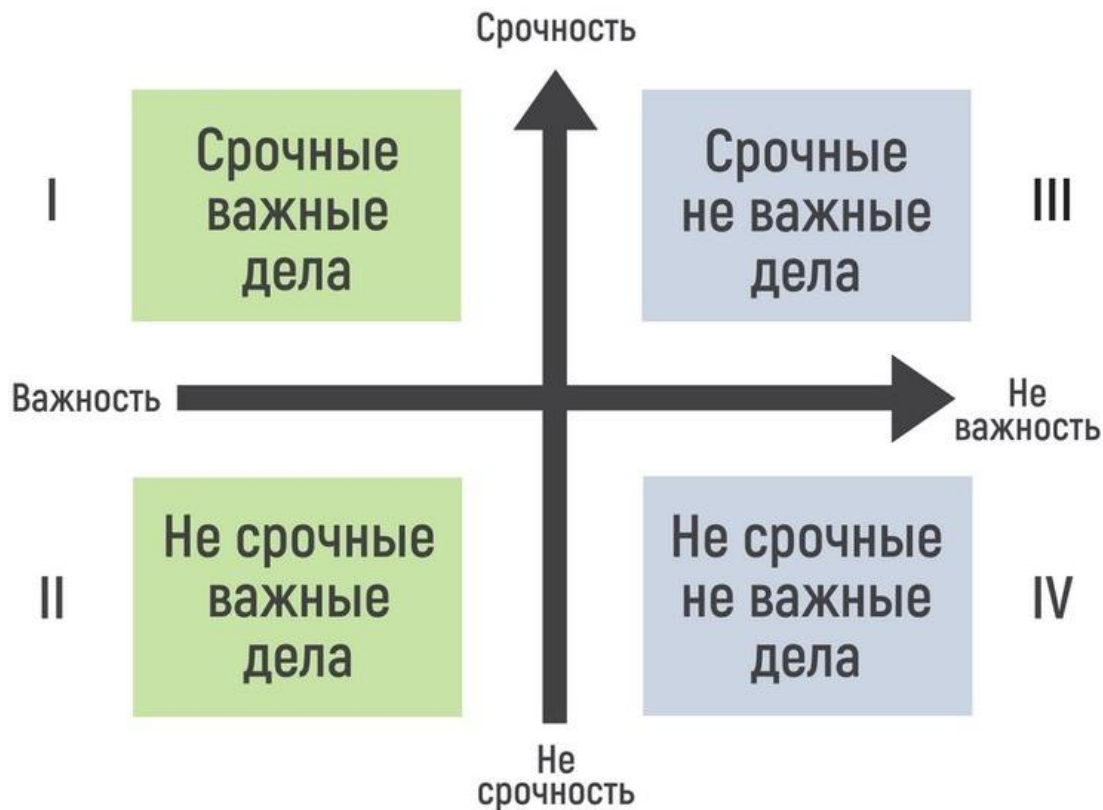 Срочность
I
Срочные
важные
дела
Срочные
не важные
дела
III
Важность
Не
важность
II
Не срочные
важные
дела
Не срочные
не важные
дела
IV
Не
срочность